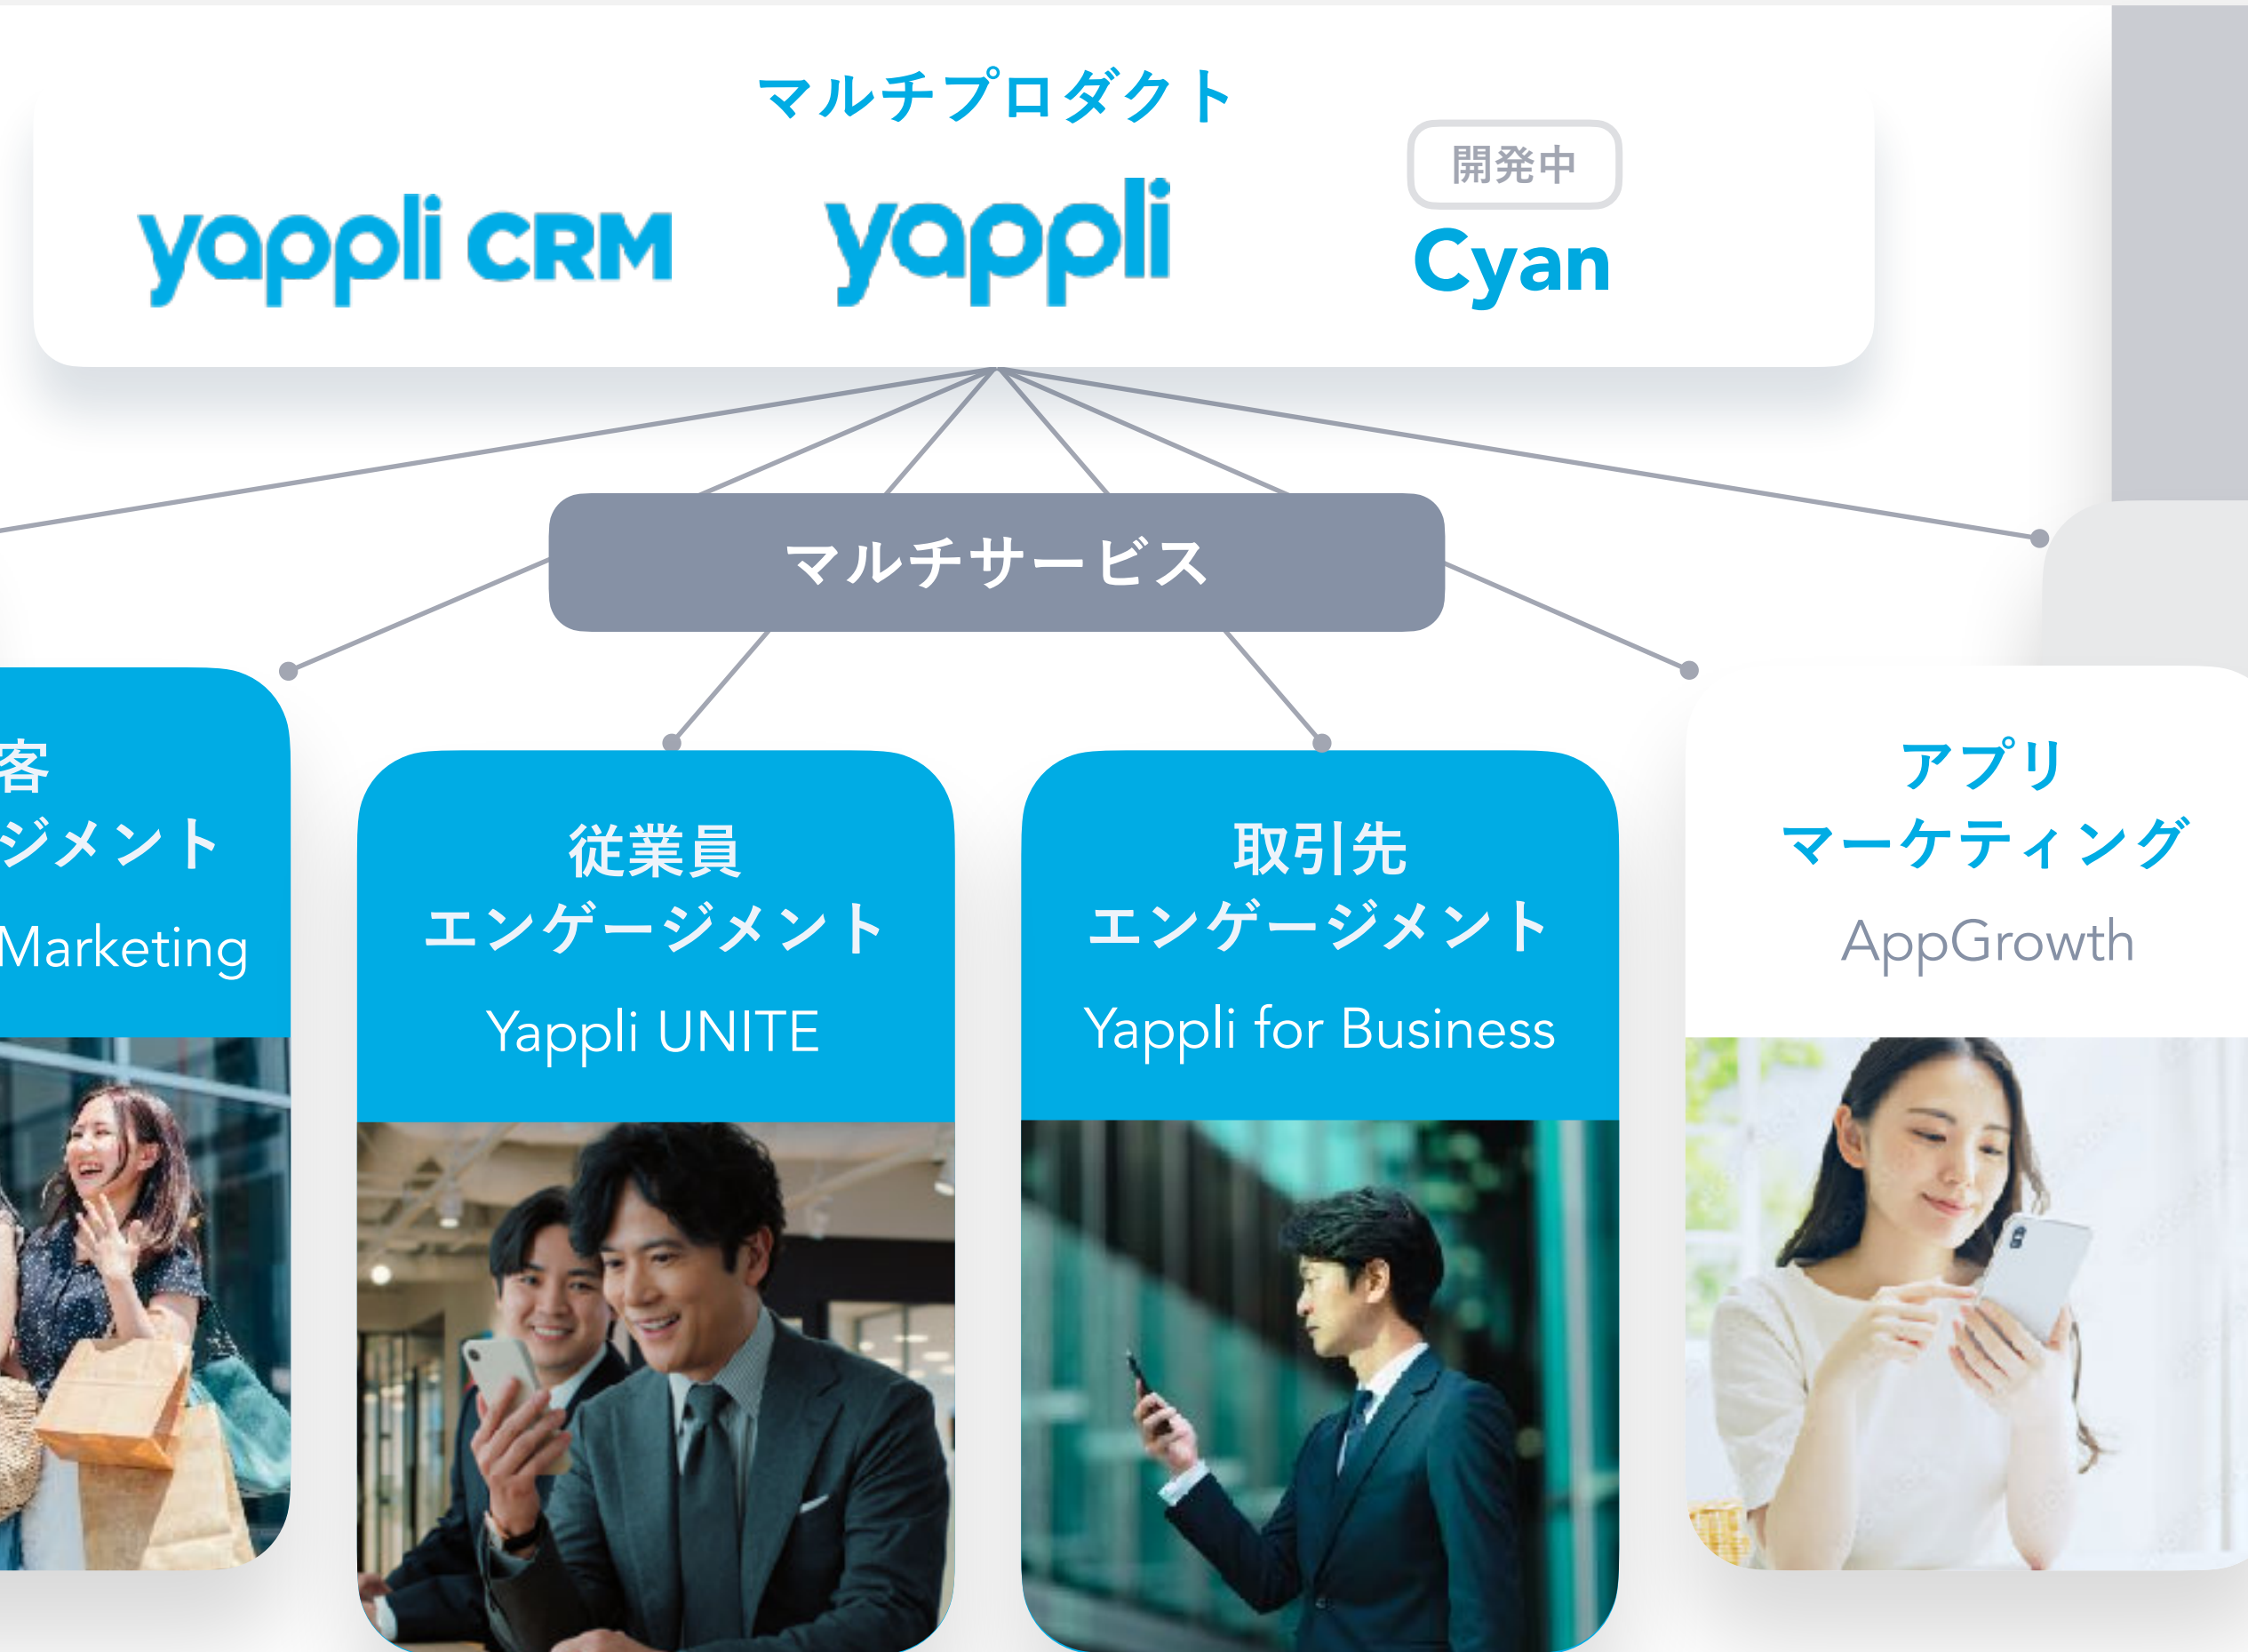 マルチプロダクト
開発中
yappli CRM
yappli
Cyan
マルチサービス
客
ジメント
Marketing
従業員
エンゲージメント
Yappli UNITE
取引先
エンゲージメント
Yappli for Business
アプリ
マーケティング
AppGrowth